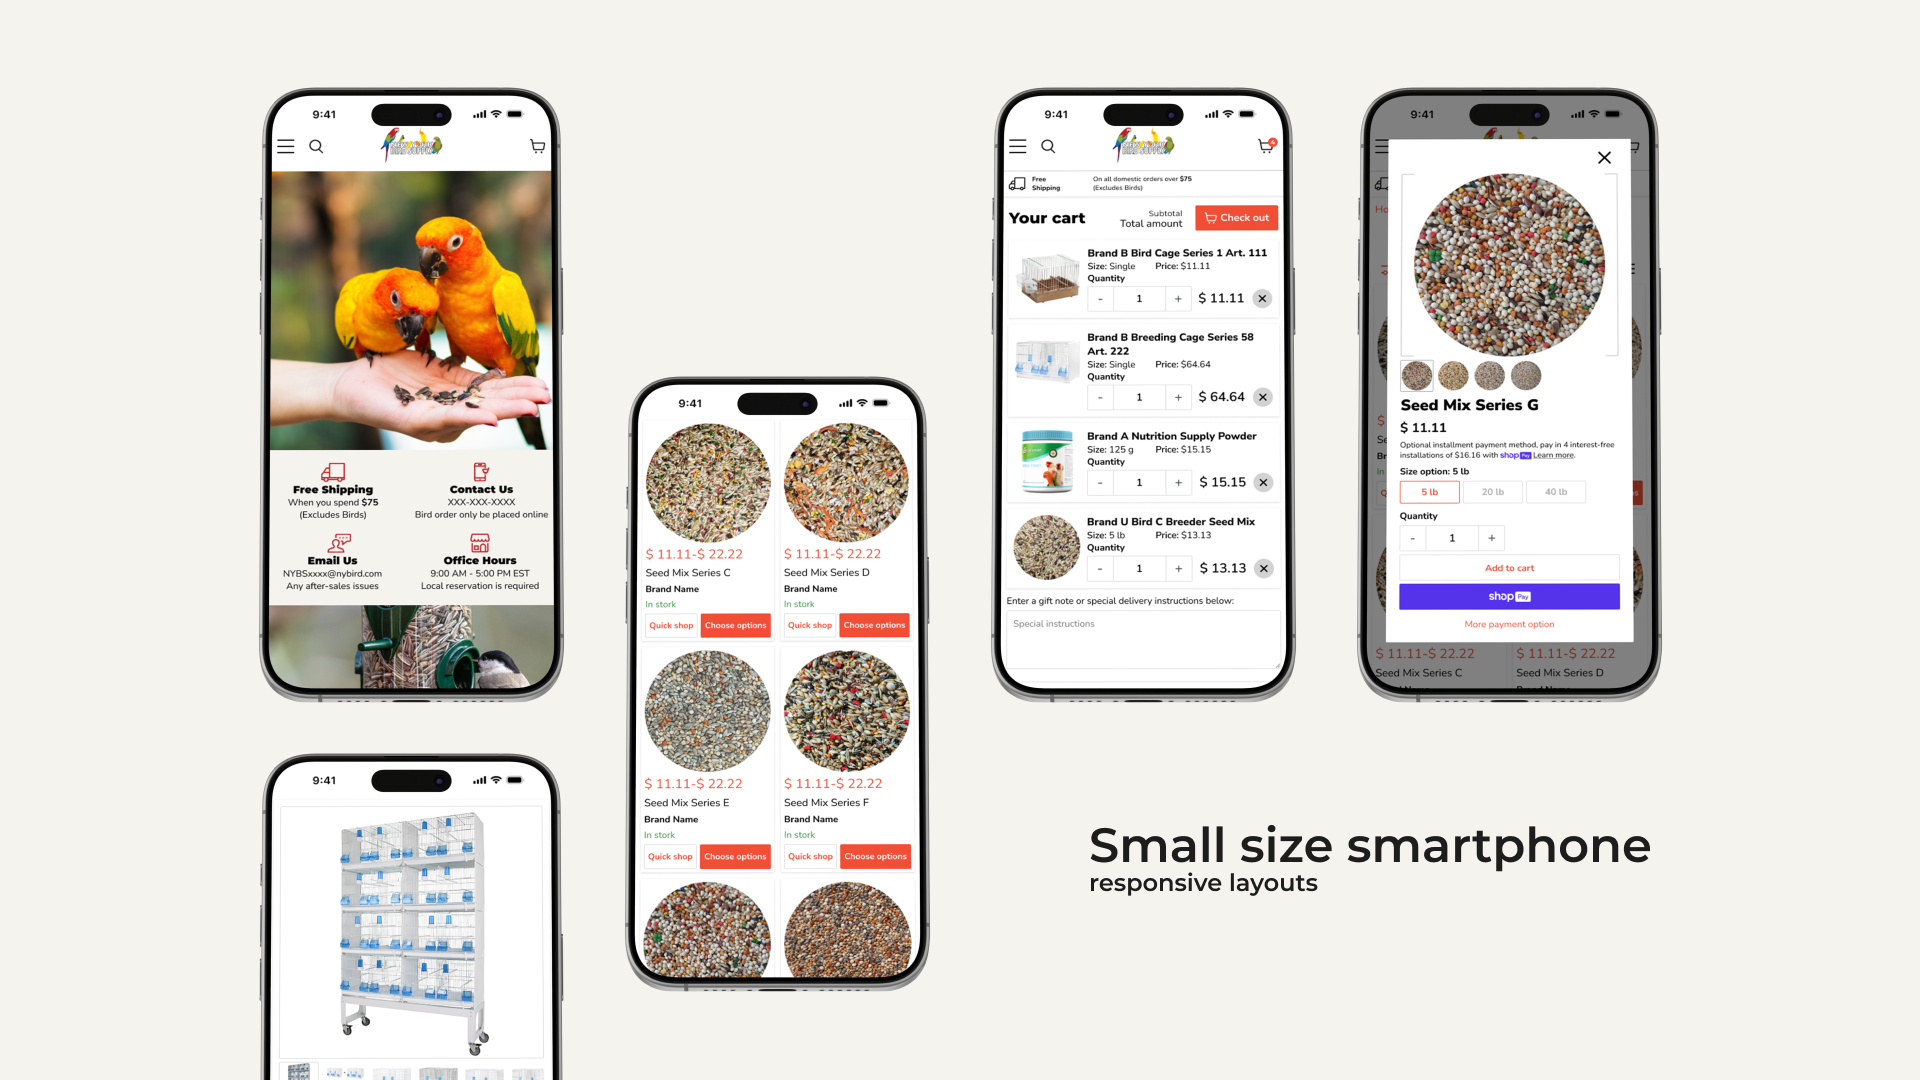 9:41
Free Shipping
When you spend $75
(Excludes Birds)
Contact Us
XXX-XXX-XXXX
Bird order only be placed online
Email Us
NYBSxxxx@nybird.com
Any after-sales issues
Office Hours
9:00 AM - 5:00 PM EST
Local reservation is required
9:41
9:41
$ 11.11-$ 22.22
Seed Mix Series C
Brand Name
In stork
Quick shop
Choose options
$ 11.11-$ 22.22
Seed Mix Series D
Brand Name
In stork
Quick shop
Choose options
$ 11.11-$ 22.22
Seed Mix Series E
Brand Name
In stork
Quick shop
Choose options
$ 11.11-$ 22.22
Seed Mix Series F
Brand Name
In stork
Quick shop
Choose options
9:41
4
Free
Shipping
On all domestic orders over $75
(Excludes Birds)
Your cart
Subtotal
Total amount
Check out
Brand B Bird Cage Series 1 Art. 111
Size: Single Price: $11.11
Quantity
- 1 + $ 11.11
Brand B Breeding Cage Series 58
Art. 222
Size: Single Price: $64.64
Quantity
- 1 + $ 64.64
Brand A Nutrition Supply Powder
Size: 125 g Price: $15.15
Quantity
- 1 + $ 15.15
Brand U Bird C Breeder Seed Mix
Size: 5 lb Price: $13.13
Quantity
- 1 + $ 13.13
Enter a gift note or special delivery instructions below:
Special instructions
9:41
Seed Mix Series G
$ 11.11
Optional installment payment method, pay in 4 interest-free
installations of $16.16 with shop Pay Learn more.
Size option: 5 lb
5 lb 20 lb 40 lb
Quantity
- 1 +
Add to cart
shop Pay
More payment option
$ 11.11-$ 22.22
Seed Mix Series C
$ 11.11-$ 22.22
Seed Mix Series D
Small size smartphone
responsive layouts